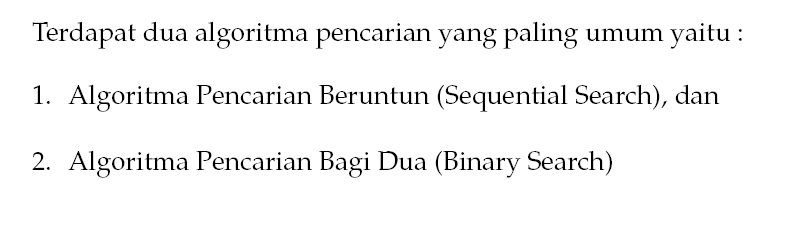 Terdapat dua algoritma pencarian yang paling umum yaitu :
1. Algoritma Pencarian Beruntun (Sequential Search), dan
2. Algoritma Pencarian Bagi Dua (Binary Search)